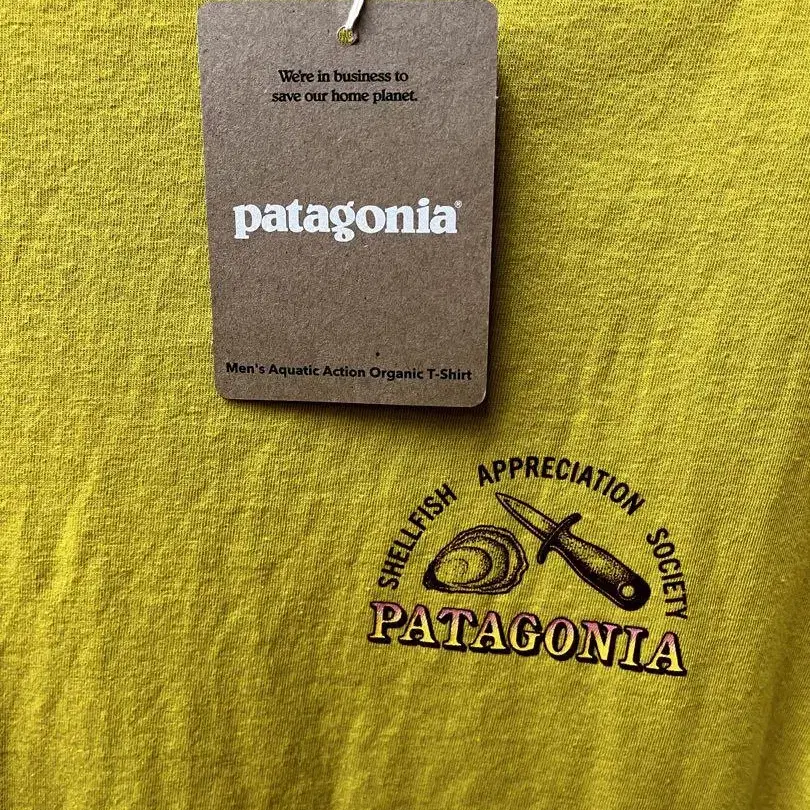 We're in business to
save our home planet.
patagonia®
Men's Aquatic Action Organic T-Shirt
SHELLFISH APPRECIATION SOCIETY
PATAGONIA